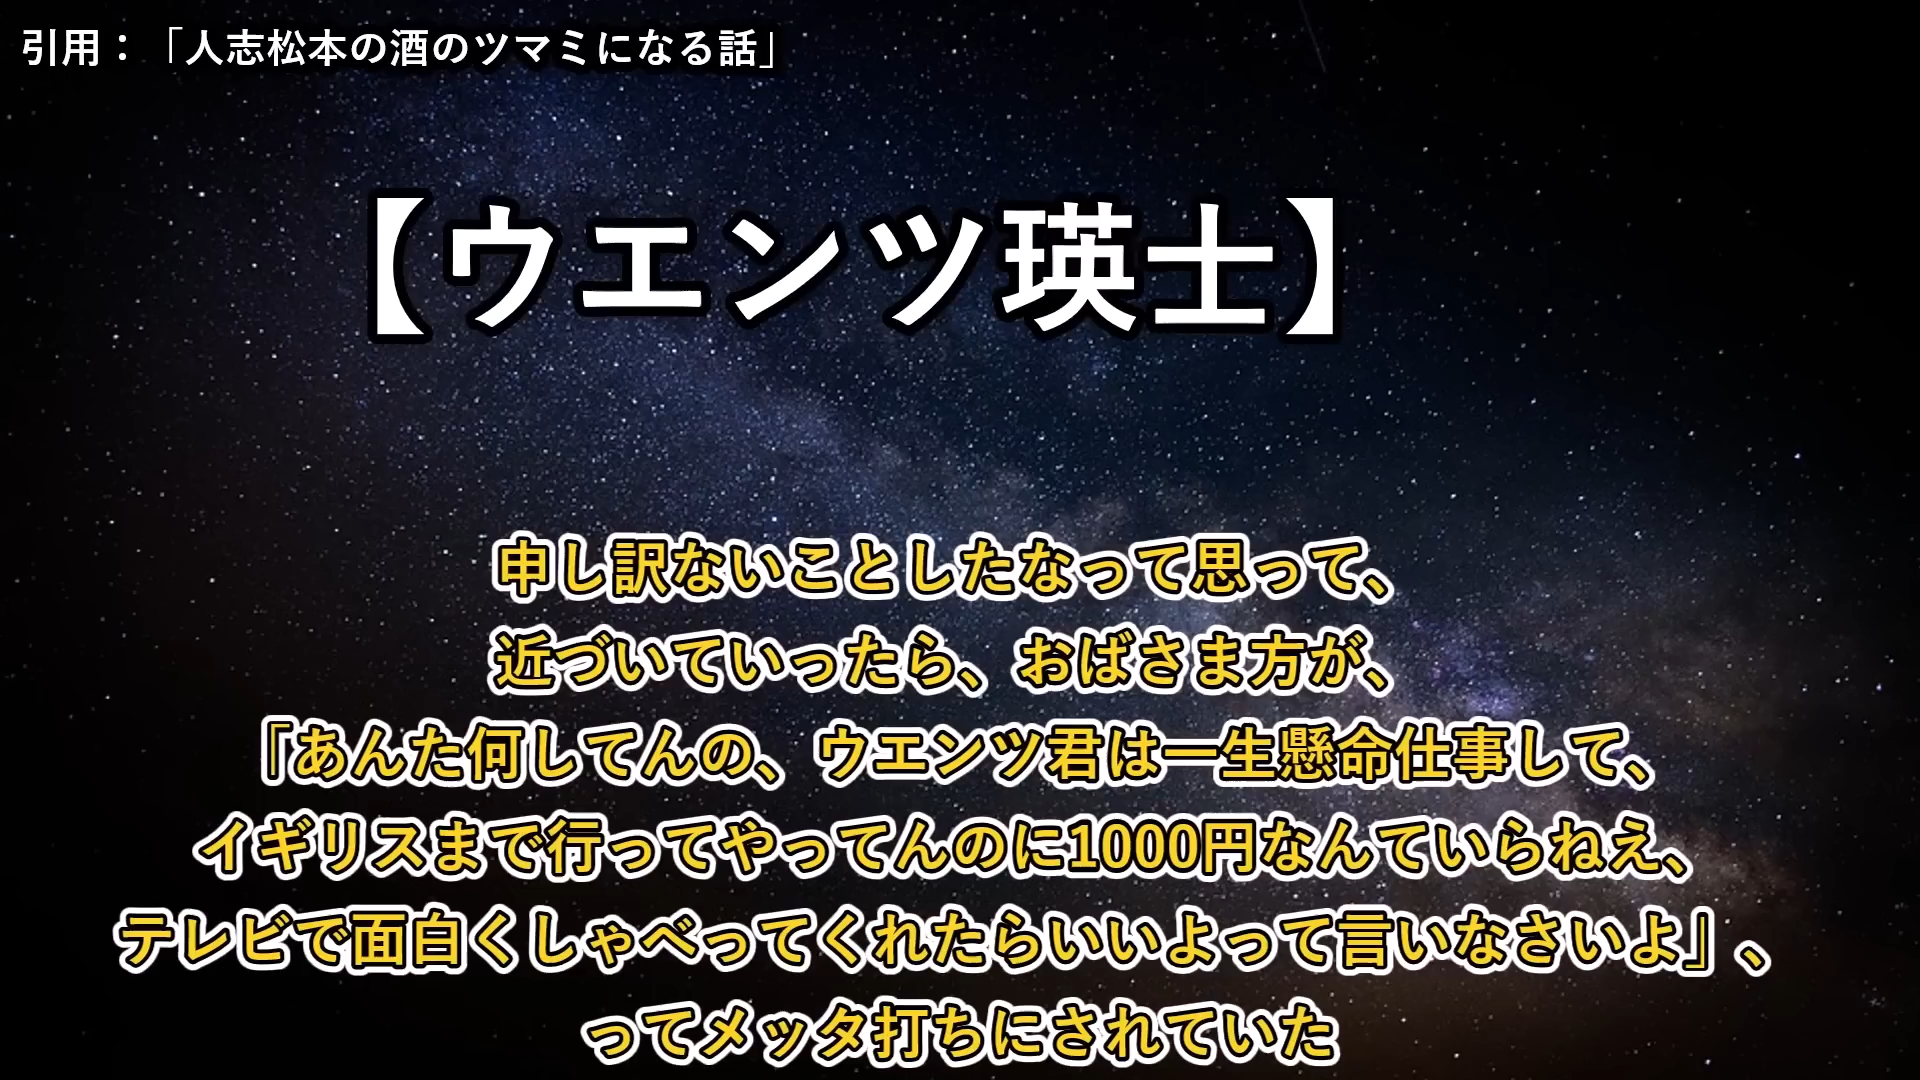 引用：「人志松本の酒のツマミになる話」
【ウエンツ瑛士】
申し訳ないことしたなって思って、
近づいていったら、おばさま方が、
「あんた何してんの、ウエンツ君は一生懸命仕事して、
イギリスまで行ってやってんのに1000円なんていらねえ、
テレビで面白くしゃべってくれたらいいよって言いなさいよ」、
ってメッタ打ちにされていた